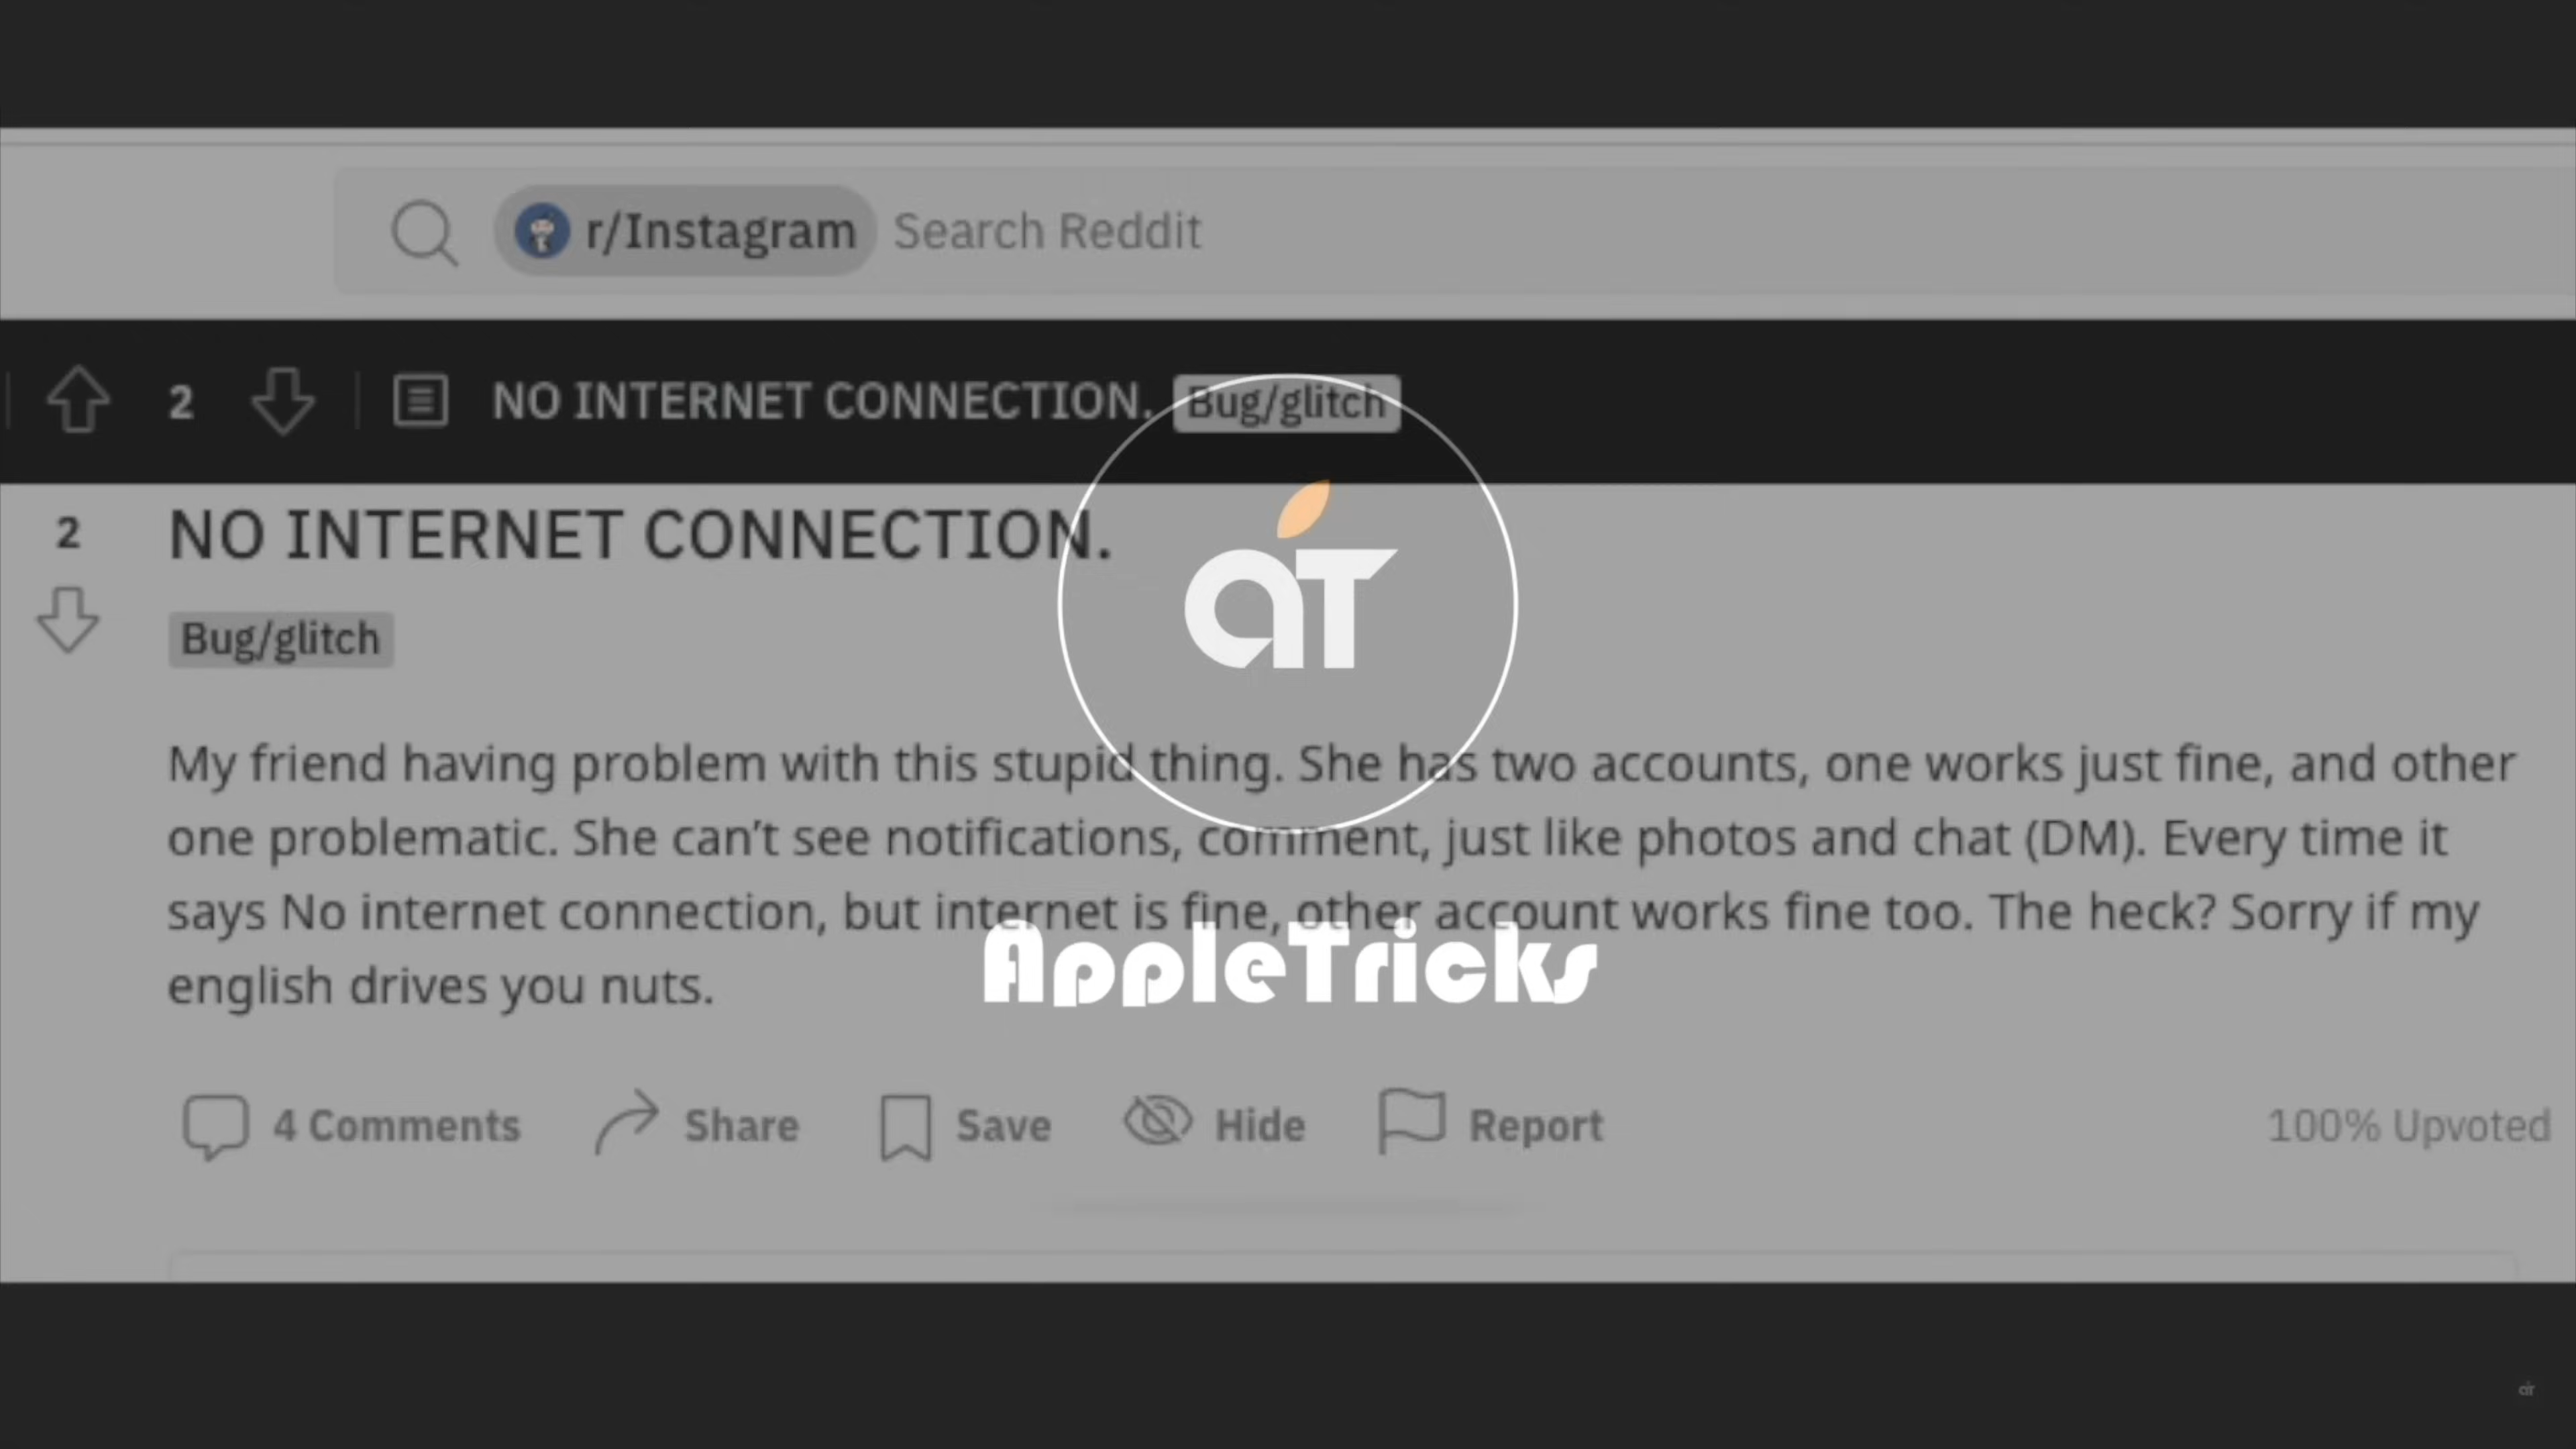 r/Instagram Search Reddit
2 NO INTERNET CONNECTION. Bug/glitch
2 NO INTERNET CONNECTION.
Bug/glitch
aT
My friend having problem with this stupid thing. She has two accounts, one works just fine, and other
one problematic. She can't see notifications, comment, just like photos and chat (DM). Every time it
says No internet connection, but internet is fine, other account works fine too. The heck? Sorry if my
english drives you nuts.
AppleTricks
4 Comments Share Save Hide Report 100% Upvoted
aT